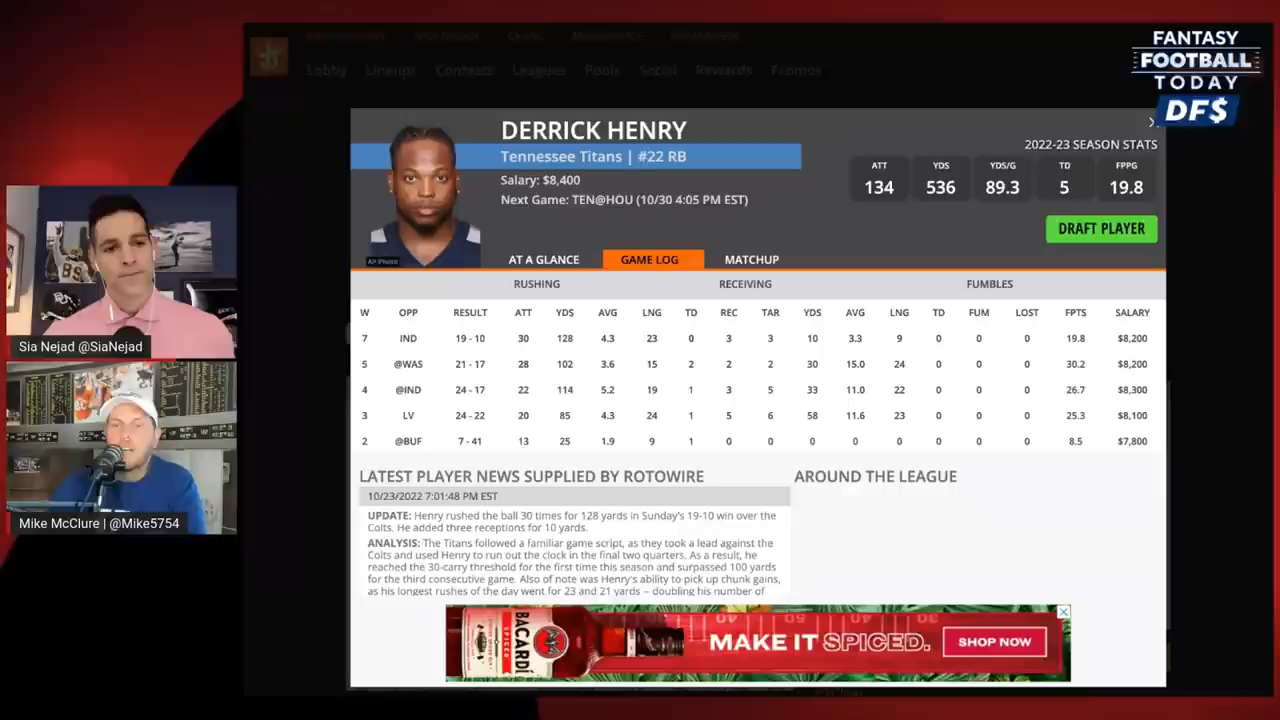 Lobby Lineups Contests Leagues Pools Social Rewards Promos
FANTASY
FOOTBALL
TODAY
DF$
DERRICK HENRY
Tennessee Titans | #22 RB
Salary: $8,400
Next Game: TEN@HOU (10/30 4:05 PM EST)
2022-23 SEASON STATS
ATT YDS YDS/G TD FPPG
134 536 89.3 5 19.8
DRAFT PLAYER
AP Photo
AT A GLANCE GAME LOG MATCHUP
RUSHING RECEIVING FUMBLES
W OPP RESULT ATT YDS AVG LNG TD REC TAR YDS AVG LNG TD FUM LOST FPTS SALARY
7 IND 19 - 10 30 128 4.3 23 0 3 3 10 3.3 9 0 0 0 19.8 $8,200
5 @WAS 21 - 17 28 102 3.6 15 2 2 2 30 15.0 24 0 0 0 30.2 $8,200
4 @IND 24 - 17 22 114 5.2 19 1 3 5 33 11.0 22 0 0 0 26.7 $8,300
3 LV 24 - 22 20 85 4.3 24 1 5 6 58 11.6 23 0 0 0 25.3 $8,100
2 @BUF 7 - 41 13 25 1.9 9 1 0 0 0 0 0 0 0 0 8.5 $7,800
LATEST PLAYER NEWS SUPPLIED BY ROTOWIRE
AROUND THE LEAGUE
10/23/2022 7:01:48 PM EST
UPDATE: Henry rushed the ball 30 times for 128 yards in Sunday's 19-10 win over the
Colts. He added three receptions for 10 yards.
ANALYSIS: The Titans followed a familiar game script, as they took a lead against the
Colts and used Henry to run out the clock in the final two quarters. As a result, he
reached the 30-carry threshold for the first time this season and surpassed 100 yards
for the third consecutive game. Also of note was Henry's ability to pick up chunk gains,
as his longest rushes of the day went for 23 and 21 yards – doubling his number of
BACARDÍ
SPICED
MAKE IT SPICED.
SHOP NOW
Sia Nejad @SiaNejad
Mike McClure | @Mike5754